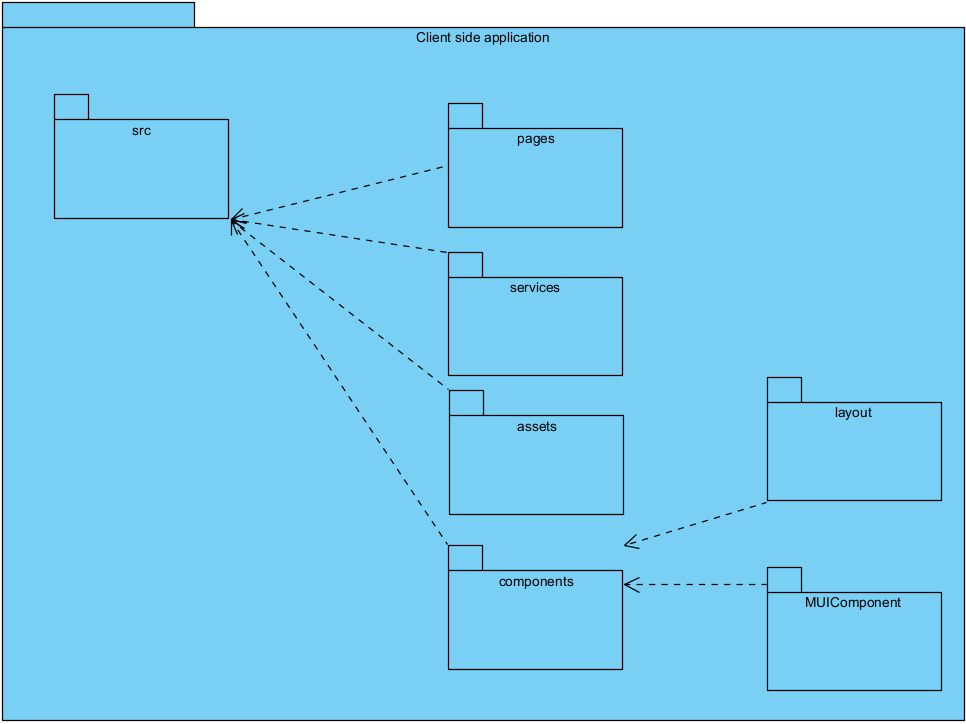 Client side application
src
pages
services
assets
layout
components
MUIComponent